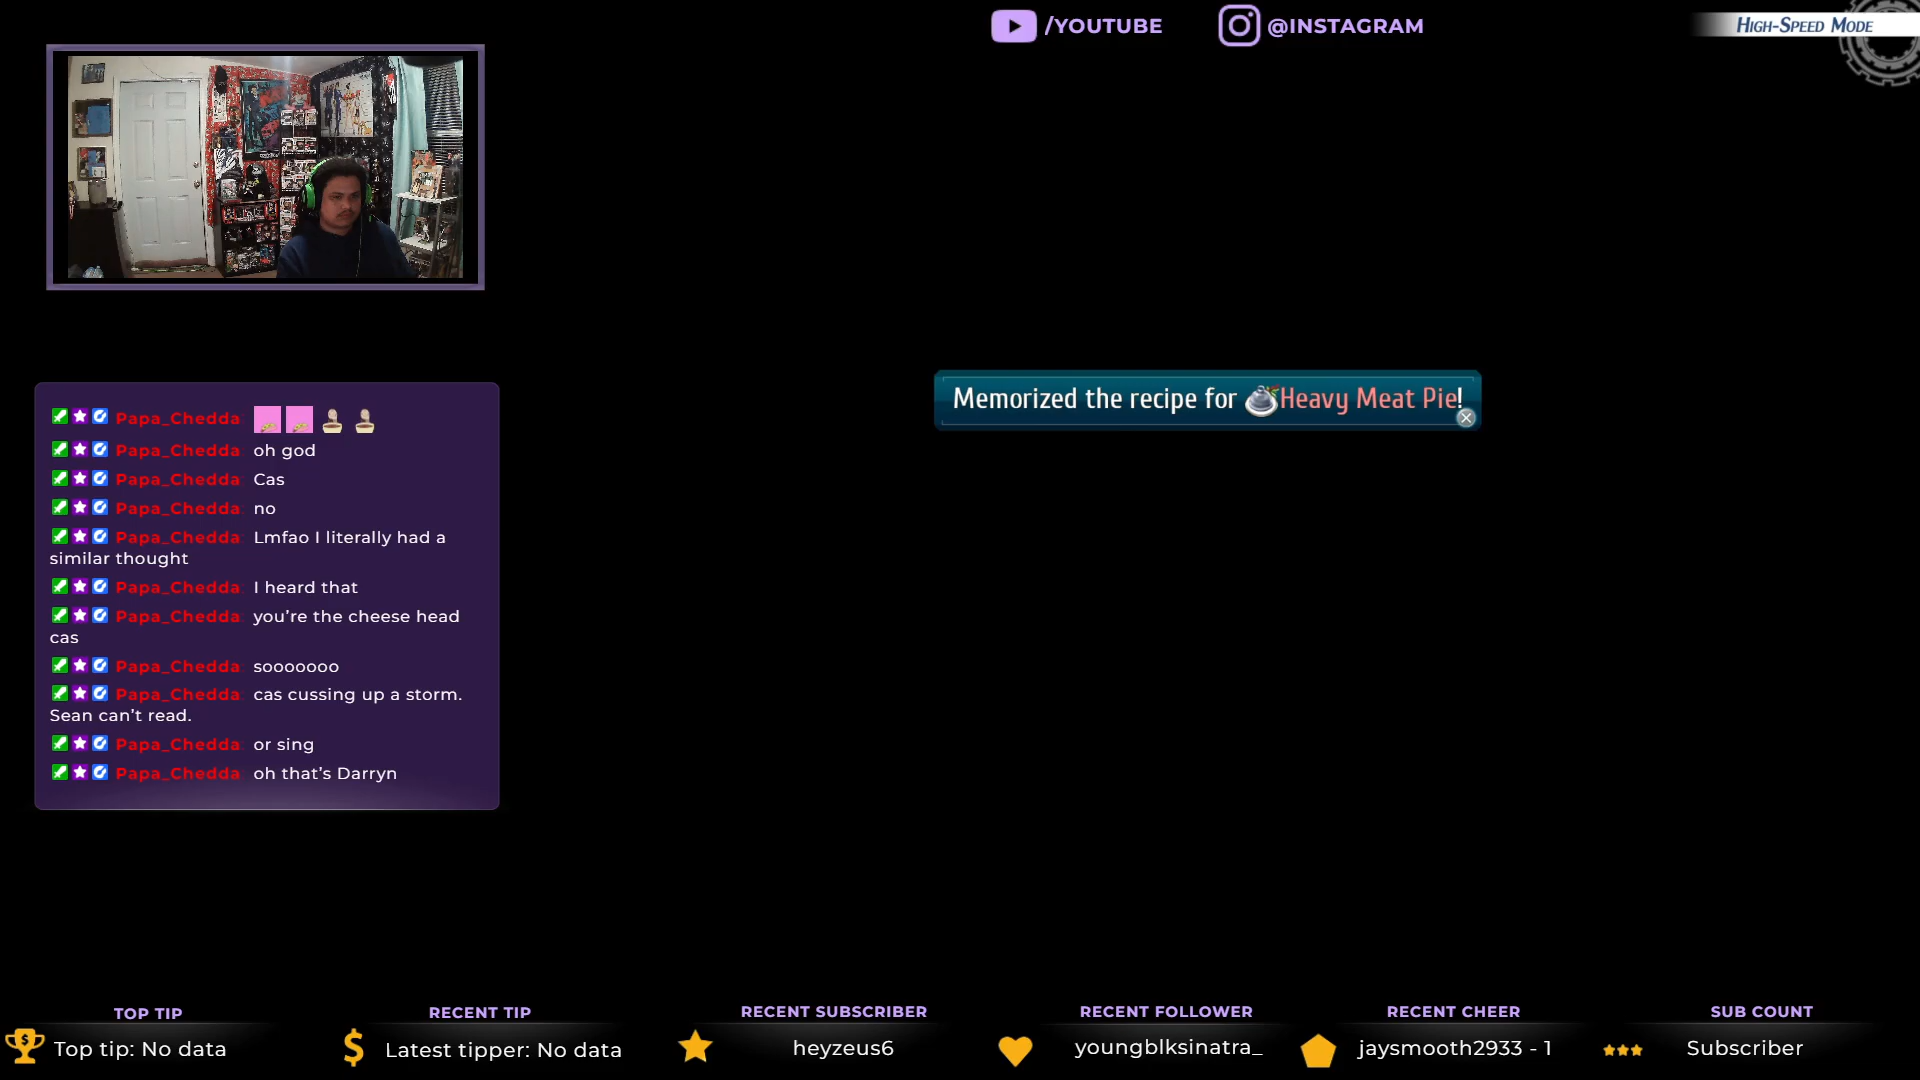 /YOUTUBE
@INSTAGRAM
HIGH-SPEED MODE
Papa_Chedda:
Papa_Chedda: oh god
Papa_Chedda: Cas
Papa_Chedda: no
Papa_Chedda: Lmfao I literally had a
similar thought
Papa_Chedda: I heard that
Papa_Chedda: you're the cheese head
cas
Papa_Chedda: sooooooo
Papa_Chedda: cas cussing up a storm.
Sean can't read.
Papa_Chedda: or sing
Papa_Chedda: oh that's Darryn
Memorized the recipe for Heavy Meat Pie!
TOP TIP
Top tip: No data
RECENT TIP
Latest tipper: No data
RECENT SUBSCRIBER
heyzeus6
RECENT FOLLOWER
youngblksinatra_
RECENT CHEER
jaysmooth2933 - 1
SUB COUNT
Subscriber